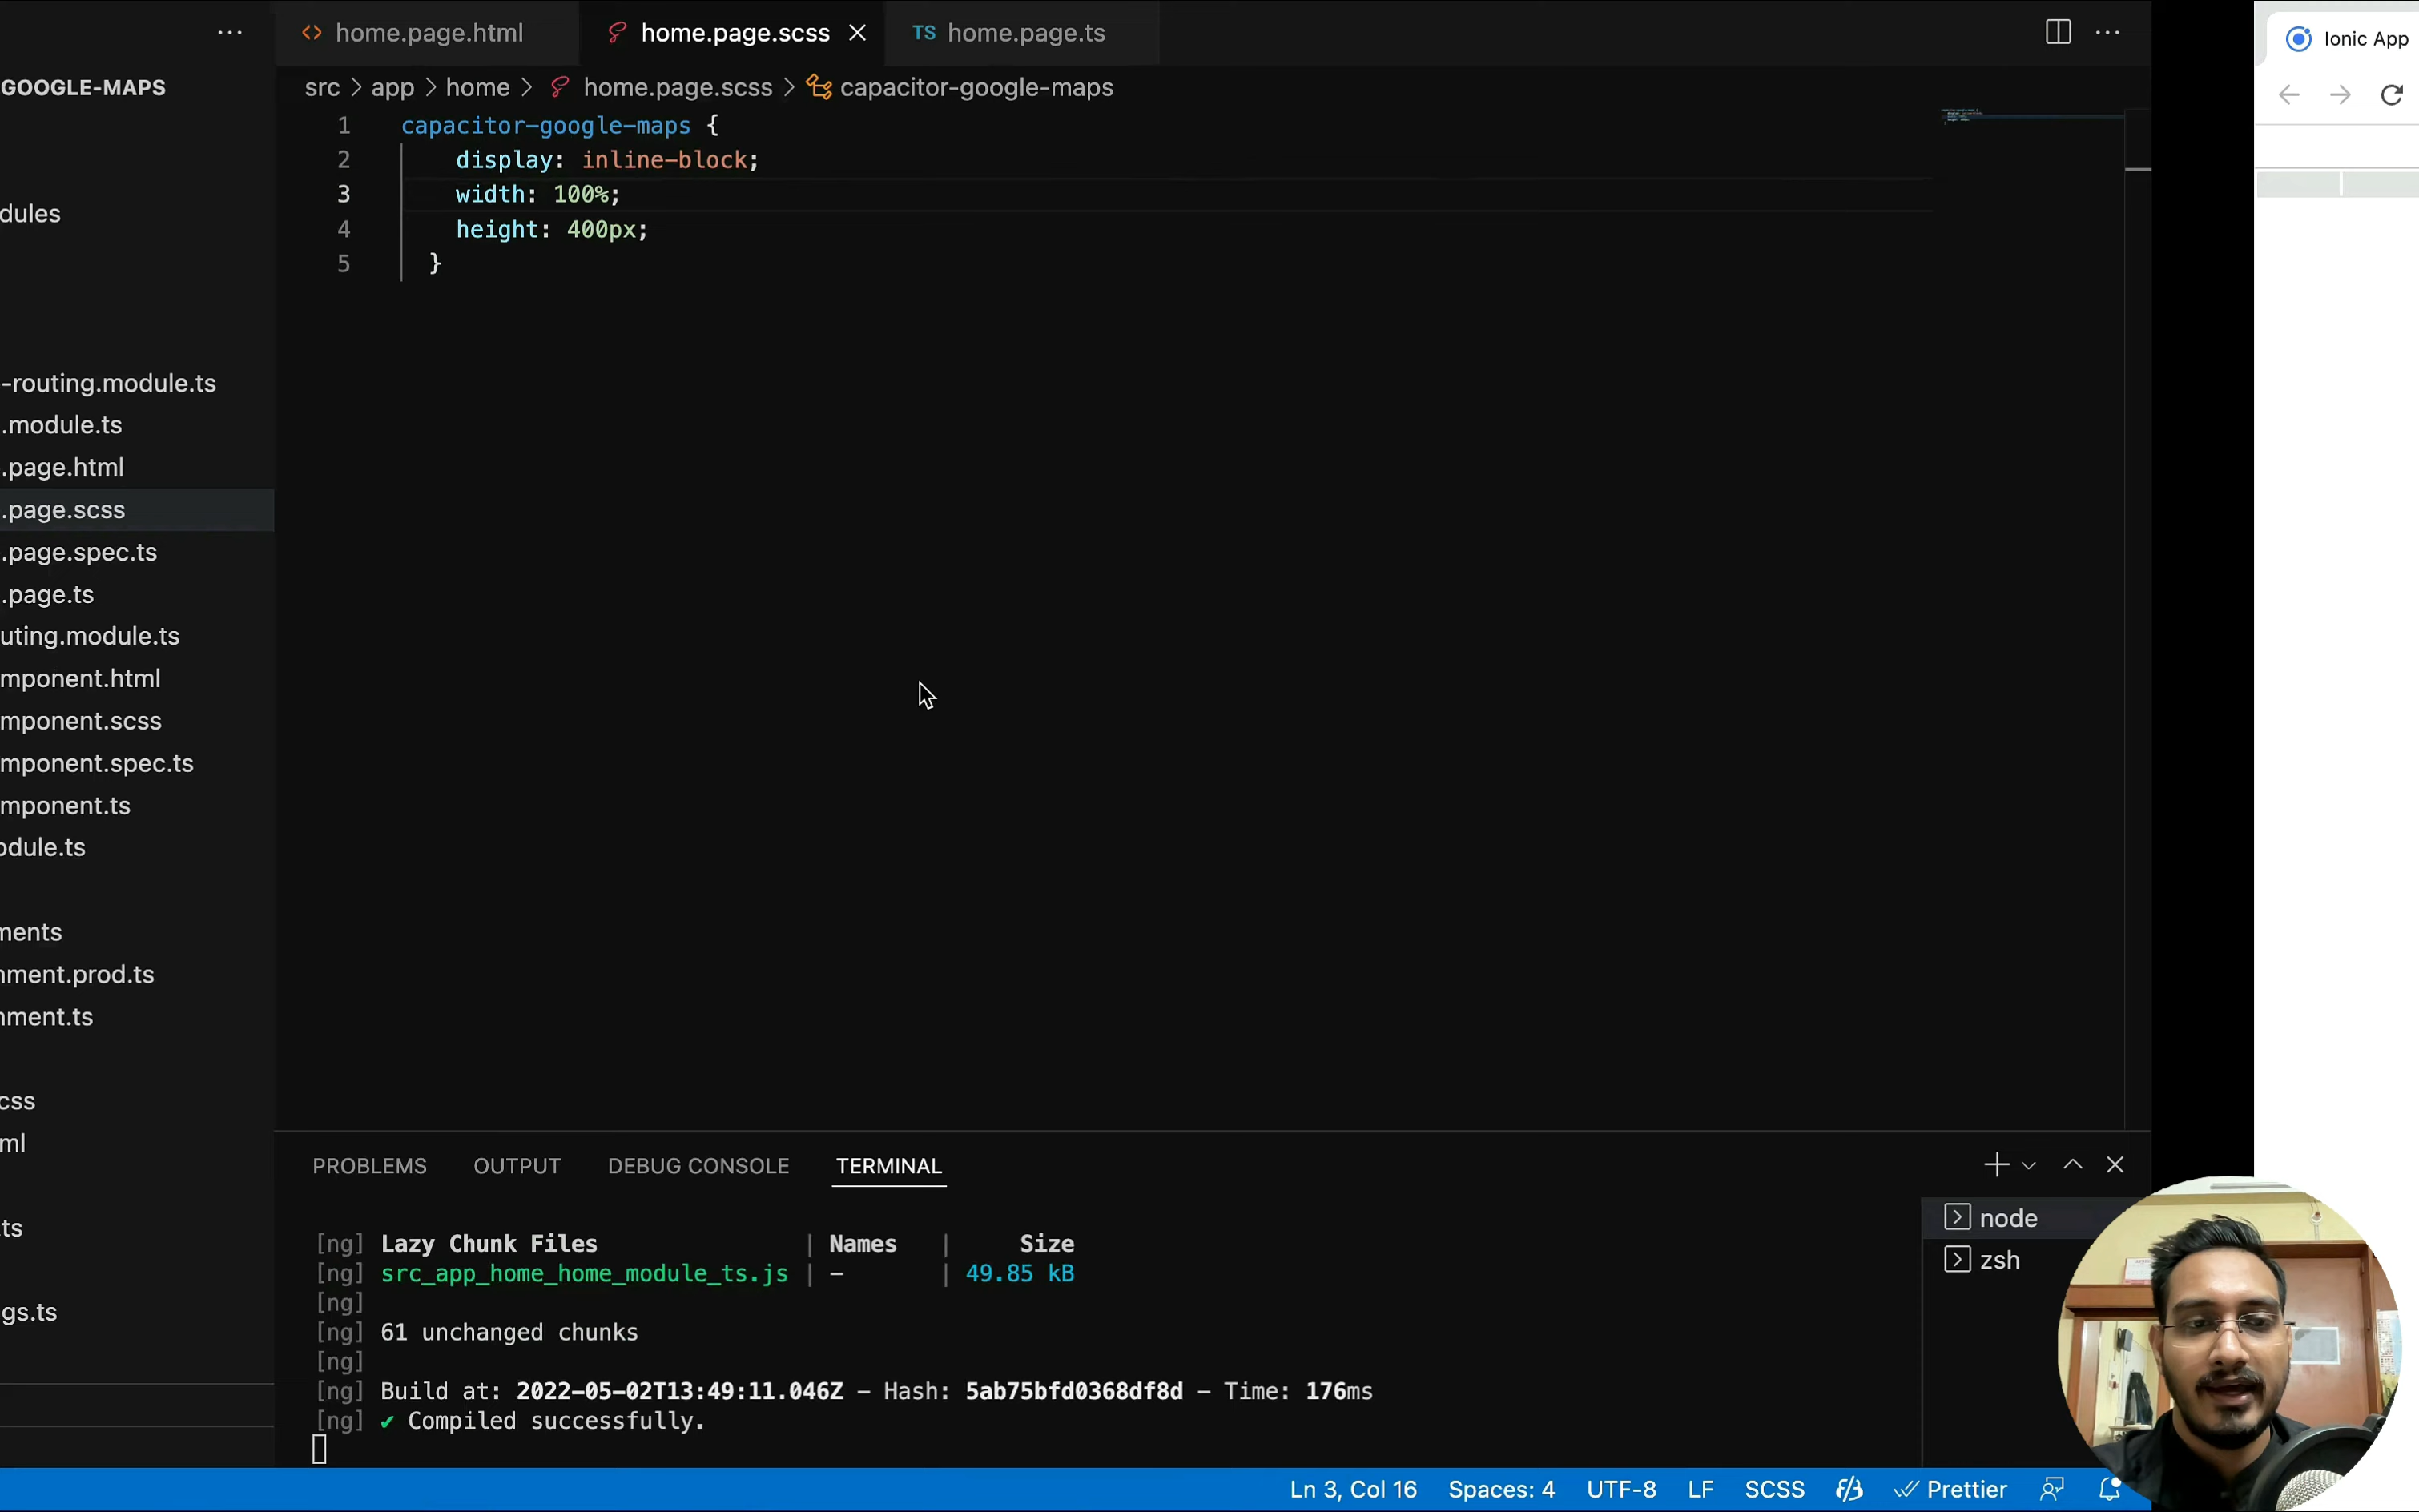 GOOGLE-MAPS
dules
-routing.module.ts
.module.ts
.page.html
.page.scss
.page.spec.ts
.page.ts
uting.module.ts
mponent.html
mponent.scss
mponent.spec.ts
mponent.ts
odule.ts
ments
nment.prod.ts
nment.ts
css
ml
ts
gs.ts
home.page.html
home.page.scss
TS home.page.ts
src > app > home > home.page.scss > capacitor-google-maps
1 capacitor-google-maps {
2 display: inline-block;
3 width: 100%;
4 height: 400px;
5 }
PROBLEMS OUTPUT DEBUG CONSOLE TERMINAL
[ng] Lazy Chunk Files | Names | Size
[ng] src_app_home_home_module_ts.js | – | 49.85 kB
[ng]
[ng] 61 unchanged chunks
[ng]
[ng] Build at: 2022-05-02T13:49:11.046Z - Hash: 5ab75bfd0368df8d - Time: 176ms
[ng] ✔ Compiled successfully.
node
zsh
Ln 3, Col 16 Spaces: 4 UTF-8 LF SCSS Prettier
Ionic App